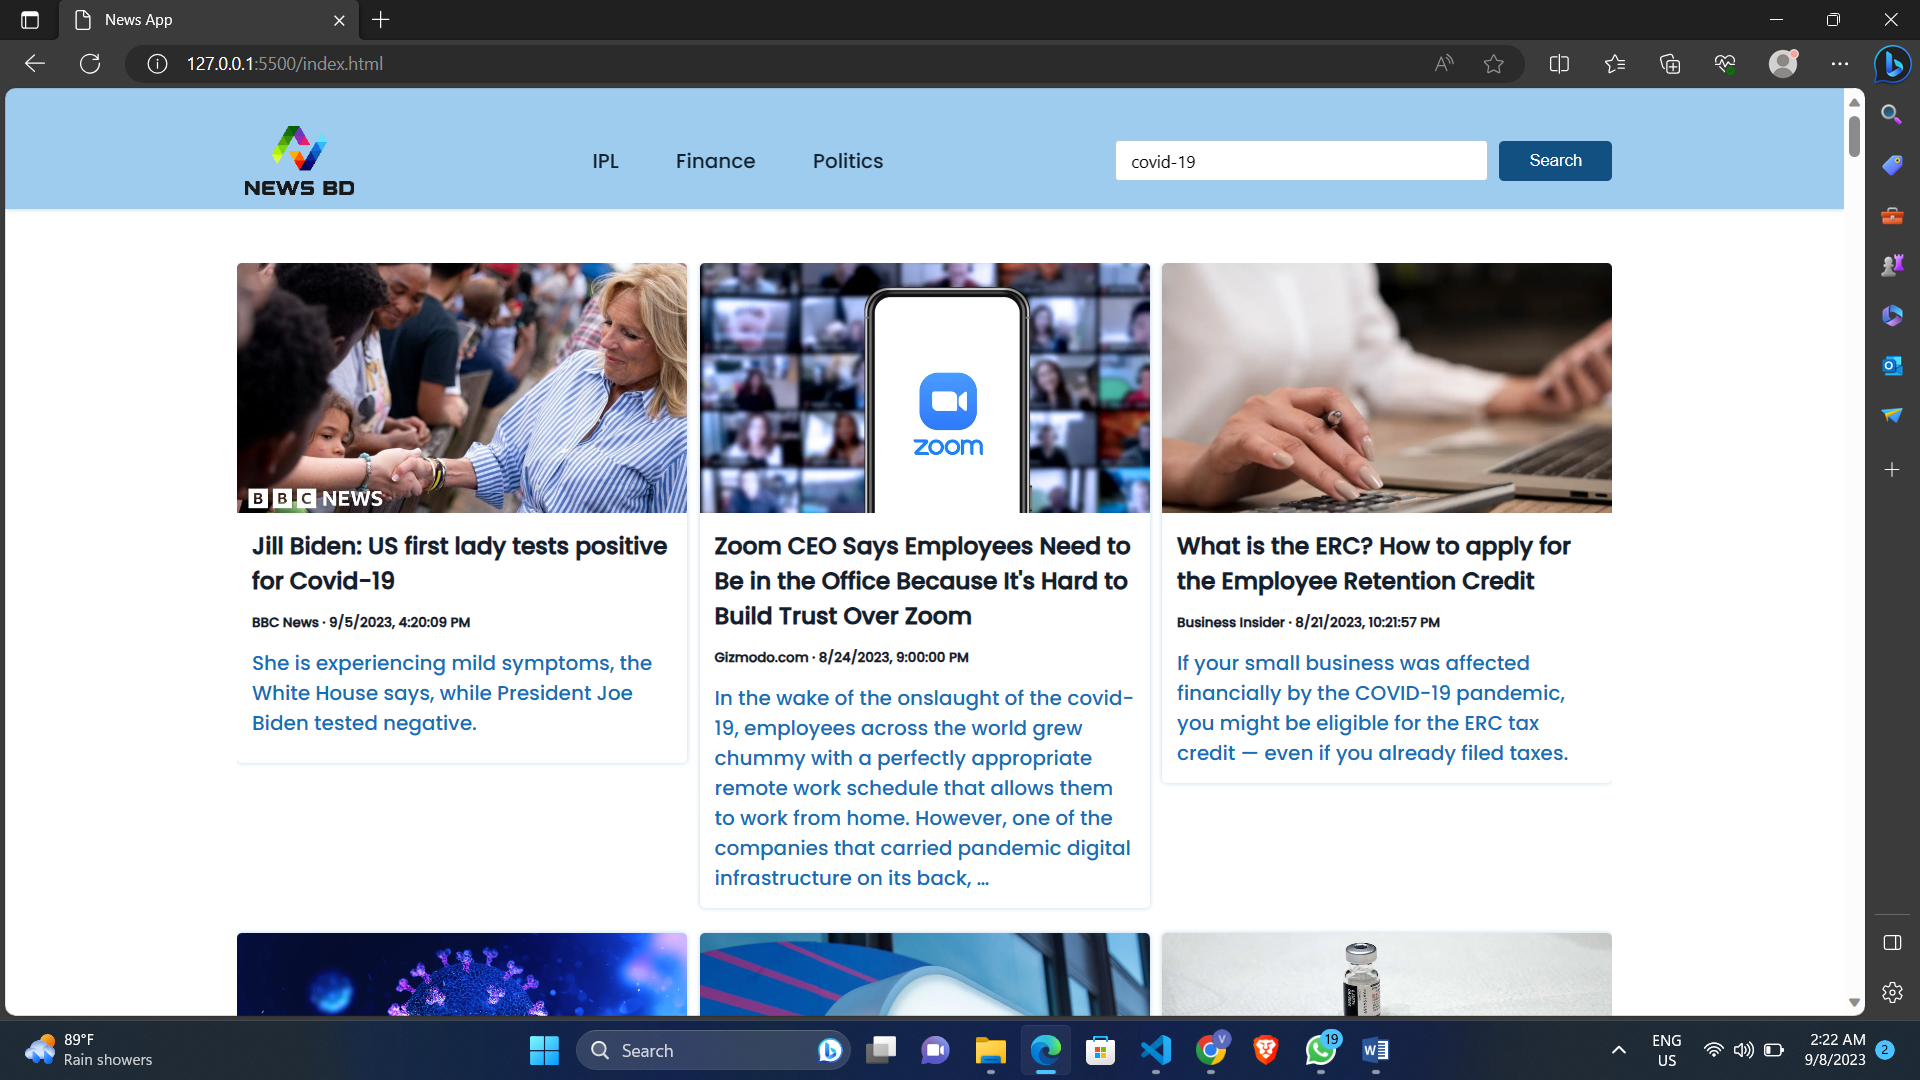 News App
127.0.0.1:5500/index.html
NEWS BD
IPL
Finance
Politics
covid-19
Search
BBC NEWS
zoom
Jill Biden: US first lady tests positive
for Covid-19
BBC News · 9/5/2023, 4:20:09 PM
She is experiencing mild symptoms, the
White House says, while President Joe
Biden tested negative.
Zoom CEO Says Employees Need to
Be in the Office Because It's Hard to
Build Trust Over Zoom
Gizmodo.com · 8/24/2023, 9:00:00 PM
In the wake of the onslaught of the covid-
19, employees across the world grew
chummy with a perfectly appropriate
remote work schedule that allows them
to work from home. However, one of the
companies that carried pandemic digital
infrastructure on its back, …
What is the ERC? How to apply for
the Employee Retention Credit
Business Insider · 8/21/2023, 10:21:57 PM
If your small business was affected
financially by the COVID-19 pandemic,
you might be eligible for the ERC tax
credit — even if you already filed taxes.
89°F
Rain showers
Search
V
19
W
ENG
US
2:22 AM
9/8/2023
2